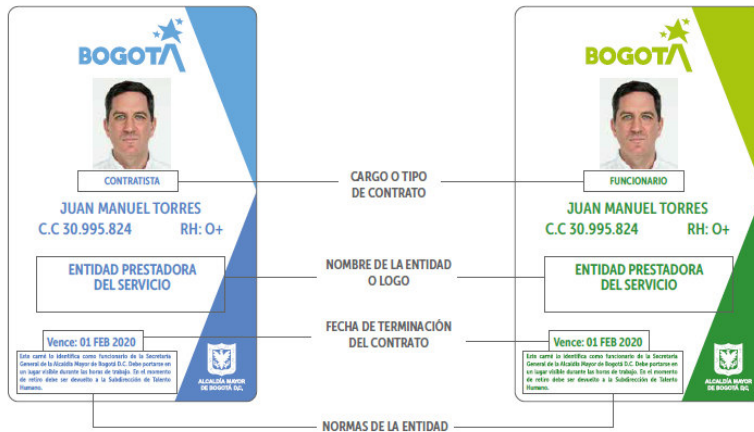 BOGOTÁ
CONTRATISTA
JUAN MANUEL TORRES
C.C 30.995.824 RH: O+
ENTIDAD PRESTADORA
DEL SERVICIO
Vence: 01 FEB 2020
Este carné lo identifica como funcionario de la Secretaría
General de la Alcaldía Mayor de Bogotá D.C. Debe portarse en
un lugar visible durante las horas de trabajo. En el momento
de retiro debe ser devuelto a la Subdirección de Talento
Humano.
ALCALDÍA MAYOR
DE BOGOTÁ D.C.
CARGO O TIPO
DE CONTRATO
NOMBRE DE LA ENTIDAD
O LOGO
FECHA DE TERMINACIÓN
DEL CONTRATO
NORMAS DE LA ENTIDAD
BOGOTÁ
FUNCIONARIO
JUAN MANUEL TORRES
C.C 30.995.824 RH: O+
ENTIDAD PRESTADORA
DEL SERVICIO
Vence: 01 FEB 2020
Este carné lo identifica como funcionario de la Secretaría
General de la Alcaldía Mayor de Bogotá D.C. Debe portarse en
un lugar visible durante las horas de trabajo. En el momento
de retiro debe ser devuelto a la Subdirección de Talento
Humano.
ALCALDÍA MAYOR
DE BOGOTÁ D.C.